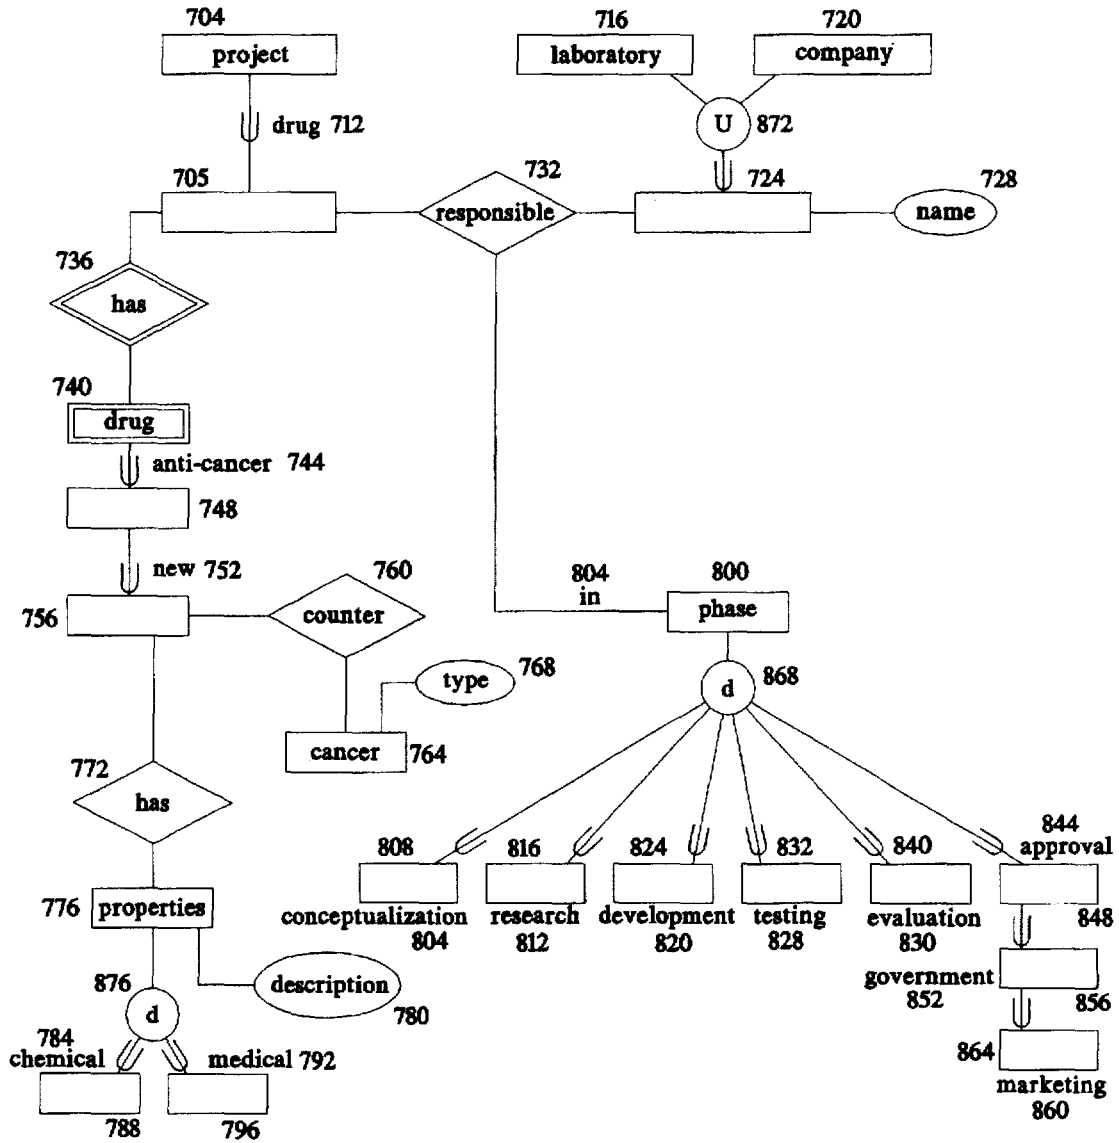 704
project
716
laboratory
720
company
drug 712
U
872
705
732
responsible
724
728
name
736
has
740
drug
anti-cancer 744
748
new 752
756
760
counter
804
in
800
phase
type
768
d
868
cancer
764
772
has
808
816
824
832
840
844
approval
conceptualization
804
research
812
development
820
testing
828
evaluation
830
848
776
properties
876
description
780
d
government
852
856
784
chemical
medical 792
864
marketing
860
788
796